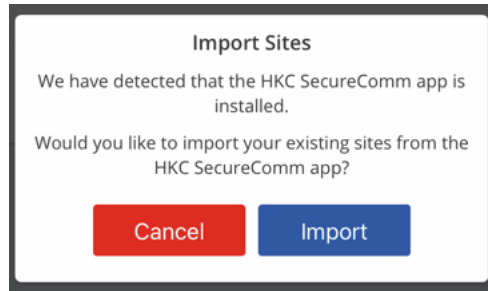 Import Sites
We have detected that the HKC SecureComm app is
installed.
Would you like to import your existing sites from the
HKC SecureComm app?
Cancel
Import